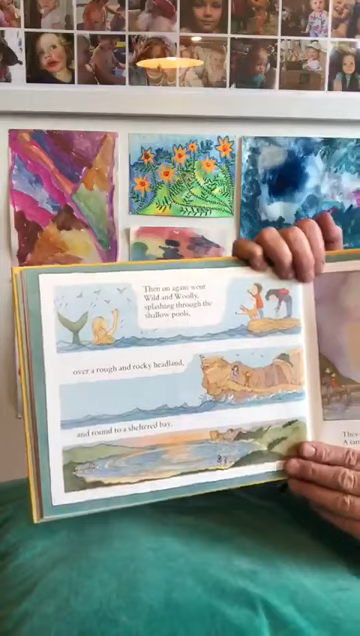 Then on again went
Wild and Woolly,
splashing through the
shallow pools,
over a rough and rocky headland,
and round to a sheltered bay.
They
A